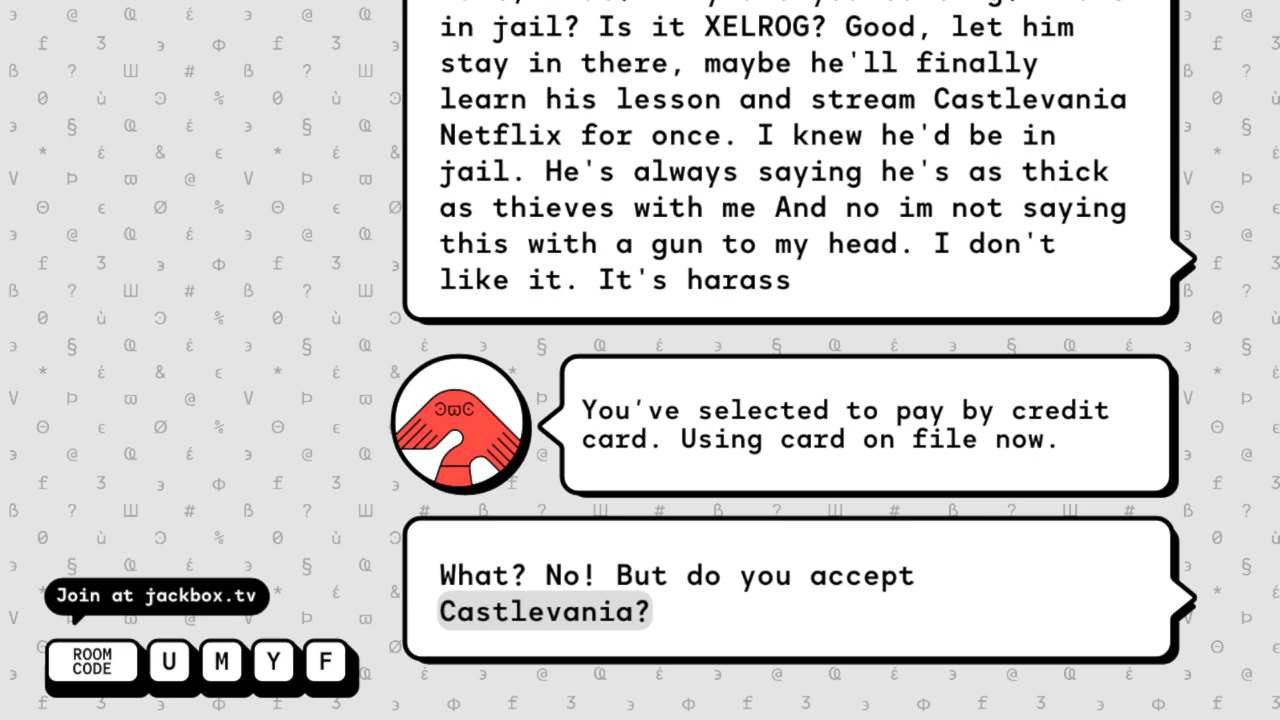 in jail? Is it XELROG? Good, let him
stay in there, maybe he'll finally
learn his lesson and stream Castlevania
Netflix for once. I knew he'd be in
jail. He's always saying he's as thick
as thieves with me And no im not saying
this with a gun to my head. I don't
like it. It's harass
You've selected to pay by credit
card. Using card on file now.
What? No! But do you accept
Castlevania?
Join at jackbox.tv
ROOM
CODE
U M Y F